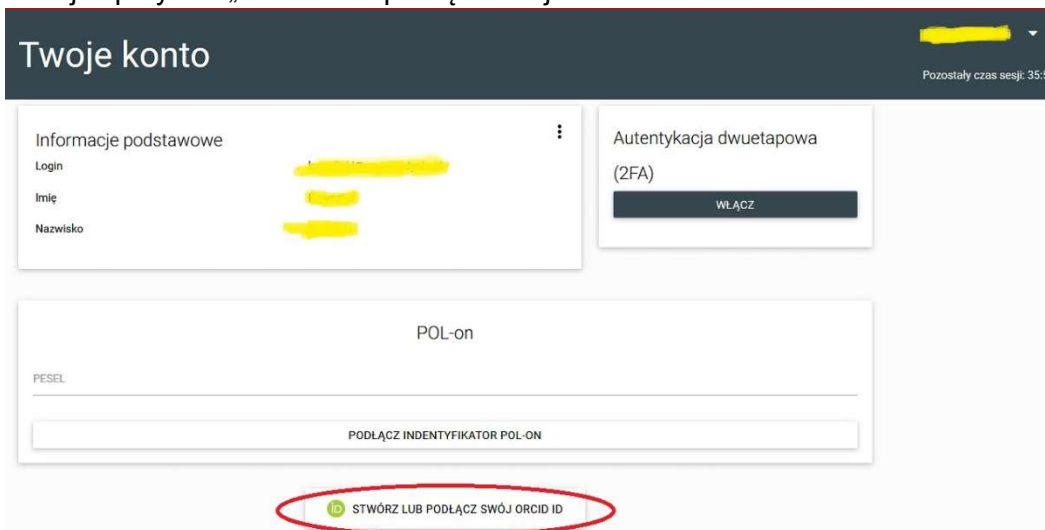 Twoje konto
Pozostały czas sesji: 35:
Informacje podstawowe
Login
Imię
Nazwisko
Autentykacja dwuetapowa
(2FA)
WŁĄCZ
POL-on
PESEL
PODŁĄCZ INDENTYFIKATOR POL-ON
iD STWÓRZ LUB PODŁĄCZ SWÓJ ORCID ID